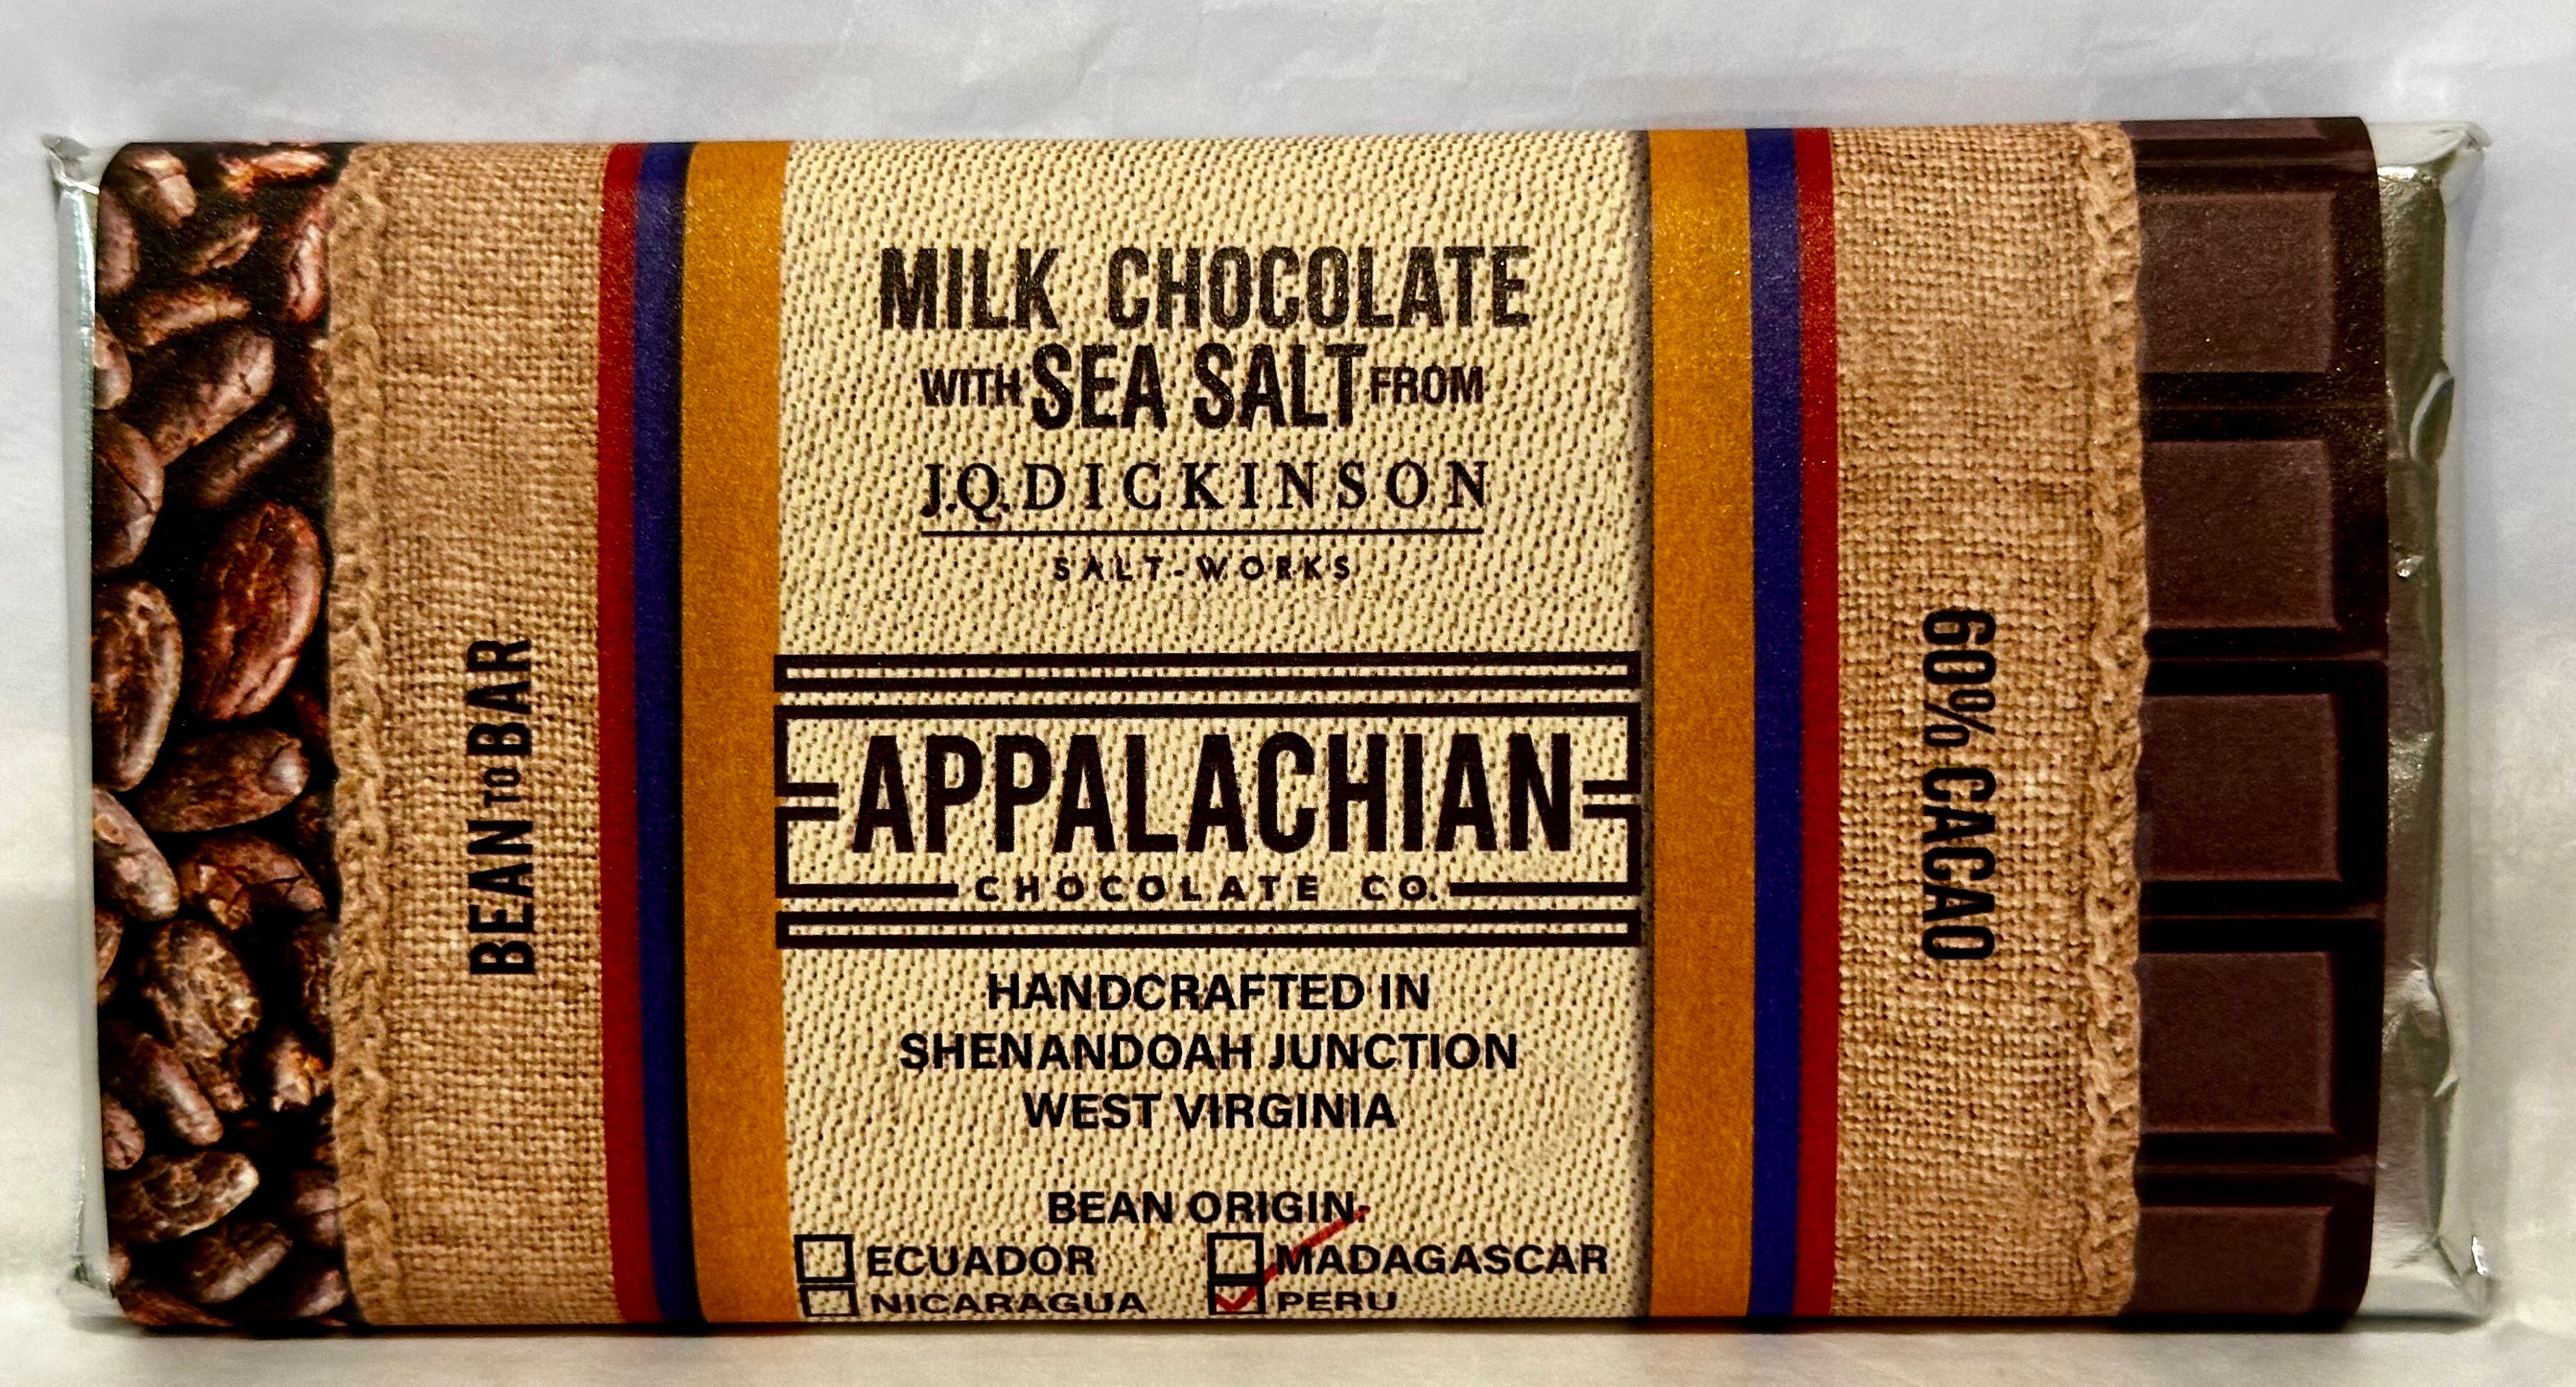 BEAN TO BAR
MILK CHOCOLATE
WITH SEA SALT FROM
J.Q. DICKINSON
SALT-WORKS
APPALACHIAN
CHOCOLATE CO.
HANDCRAFTED IN
SHENANDOAH JUNCTION
WEST VIRGINIA
BEAN ORIGIN:
ECUADOR MADAGASCAR
NICARAGUA PERU
60% CACAO